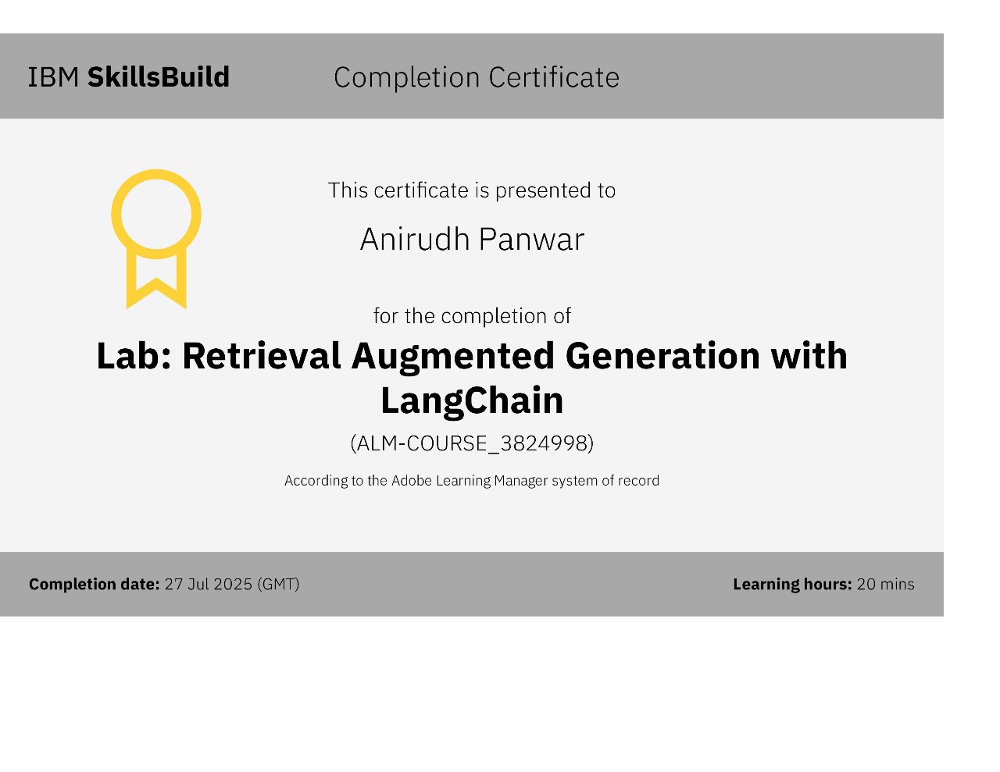 IBM SkillsBuild
Completion Certificate
This certificate is presented to
Anirudh Panwar
for the completion of
Lab: Retrieval Augmented Generation with
LangChain
(ALM-COURSE_3824998)
According to the Adobe Learning Manager system of record
Completion date: 27 Jul 2025 (GMT)
Learning hours: 20 mins